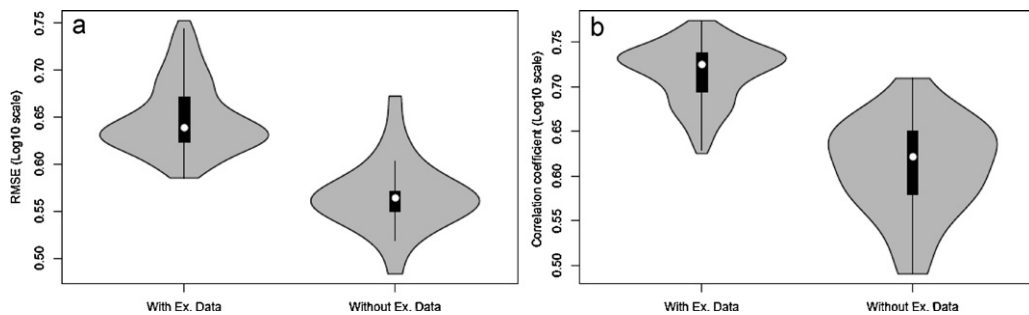 a
RMSE (Log10 scale)
0.75
0.70
0.65
0.60
0.55
0.50
With Ex. Data
Without Ex. Data
b
Correlation coefficient (Log10 scale)
0.75
0.70
0.65
0.60
0.55
0.50
With Ex. Data
Without Ex. Data